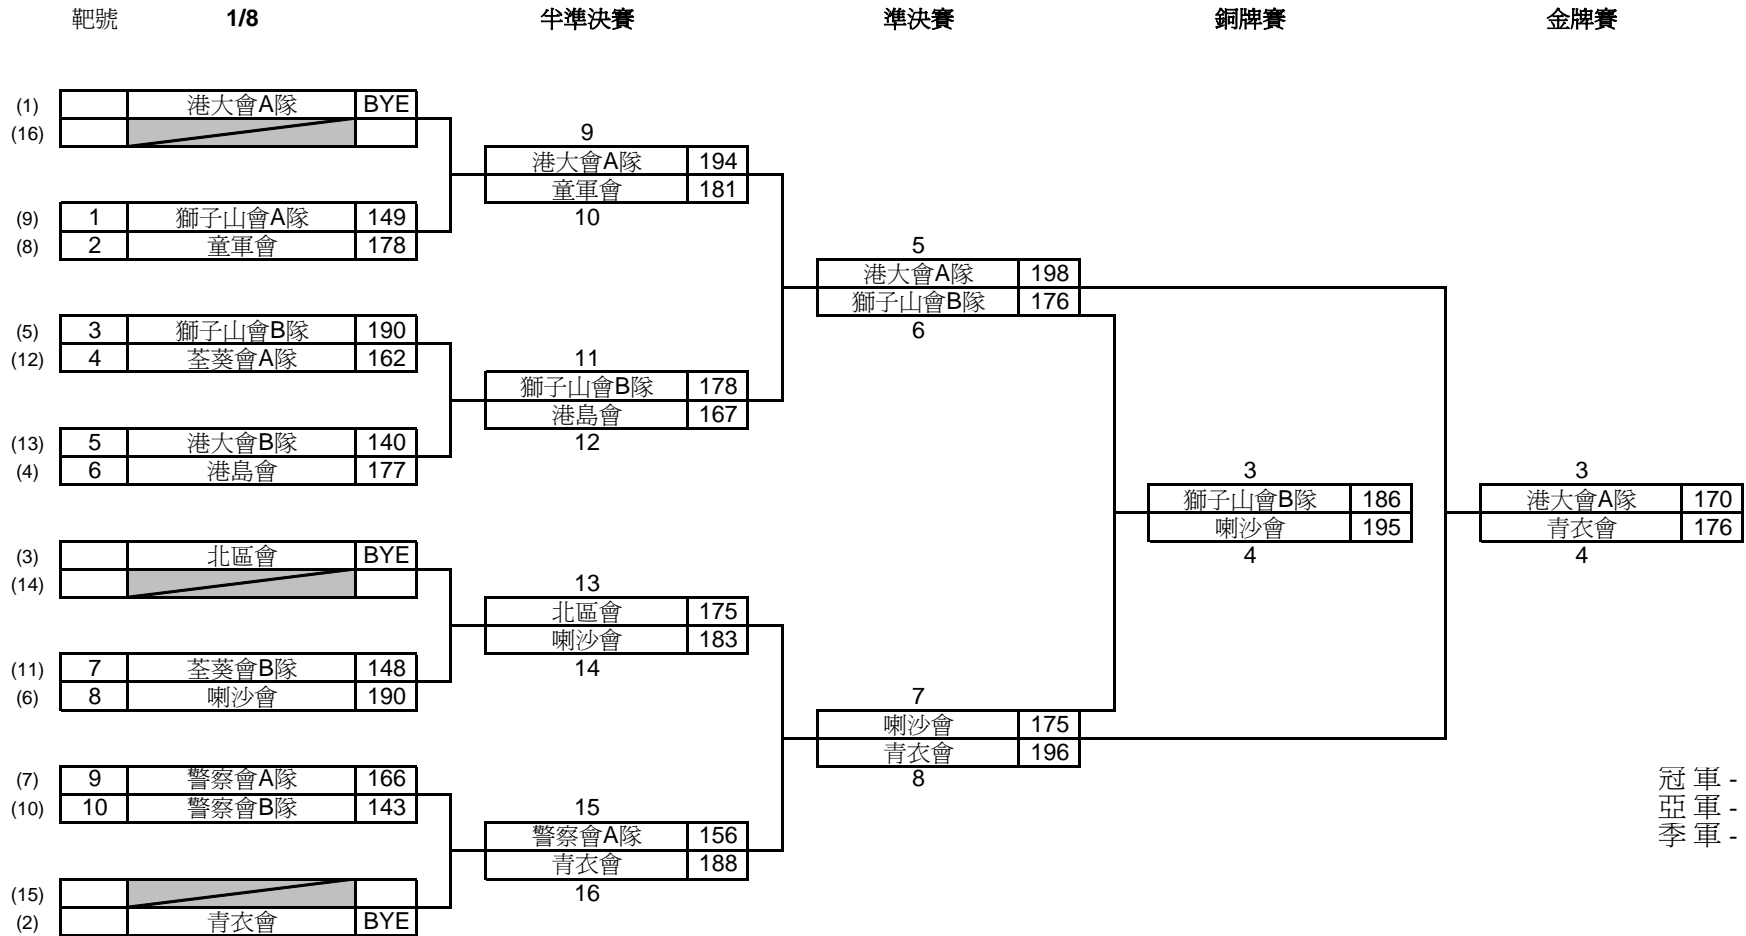 靶號 1/8 半準決賽 準決賽 銅牌賽 金牌賽
(1) 港大會A隊 BYE
(16) 9
港大會A隊 194
童軍會 181
(9) 1 獅子山會A隊 149 10
(8) 2 童軍會 178 5
港大會A隊 198
獅子山會B隊 176
(5) 3 獅子山會B隊 190 6
(12) 4 荃葵會A隊 162 11
獅子山會B隊 178
港島會 167
(13) 5 港大會B隊 140 12
(4) 6 港島會 177 3 3
獅子山會B隊 186 港大會A隊 170
喇沙會 195 青衣會 176
(3) 北區會 BYE 4 4
(14) 13
北區會 175
喇沙會 183
(11) 7 荃葵會B隊 148 14
(6) 8 喇沙會 190 7
喇沙會 175
青衣會 196
(7) 9 警察會A隊 166 8 冠 軍 -
(10) 10 警察會B隊 143 15 亞 軍 -
警察會A隊 156 季 軍 -
青衣會 188
(15) 16
(2) 青衣會 BYE